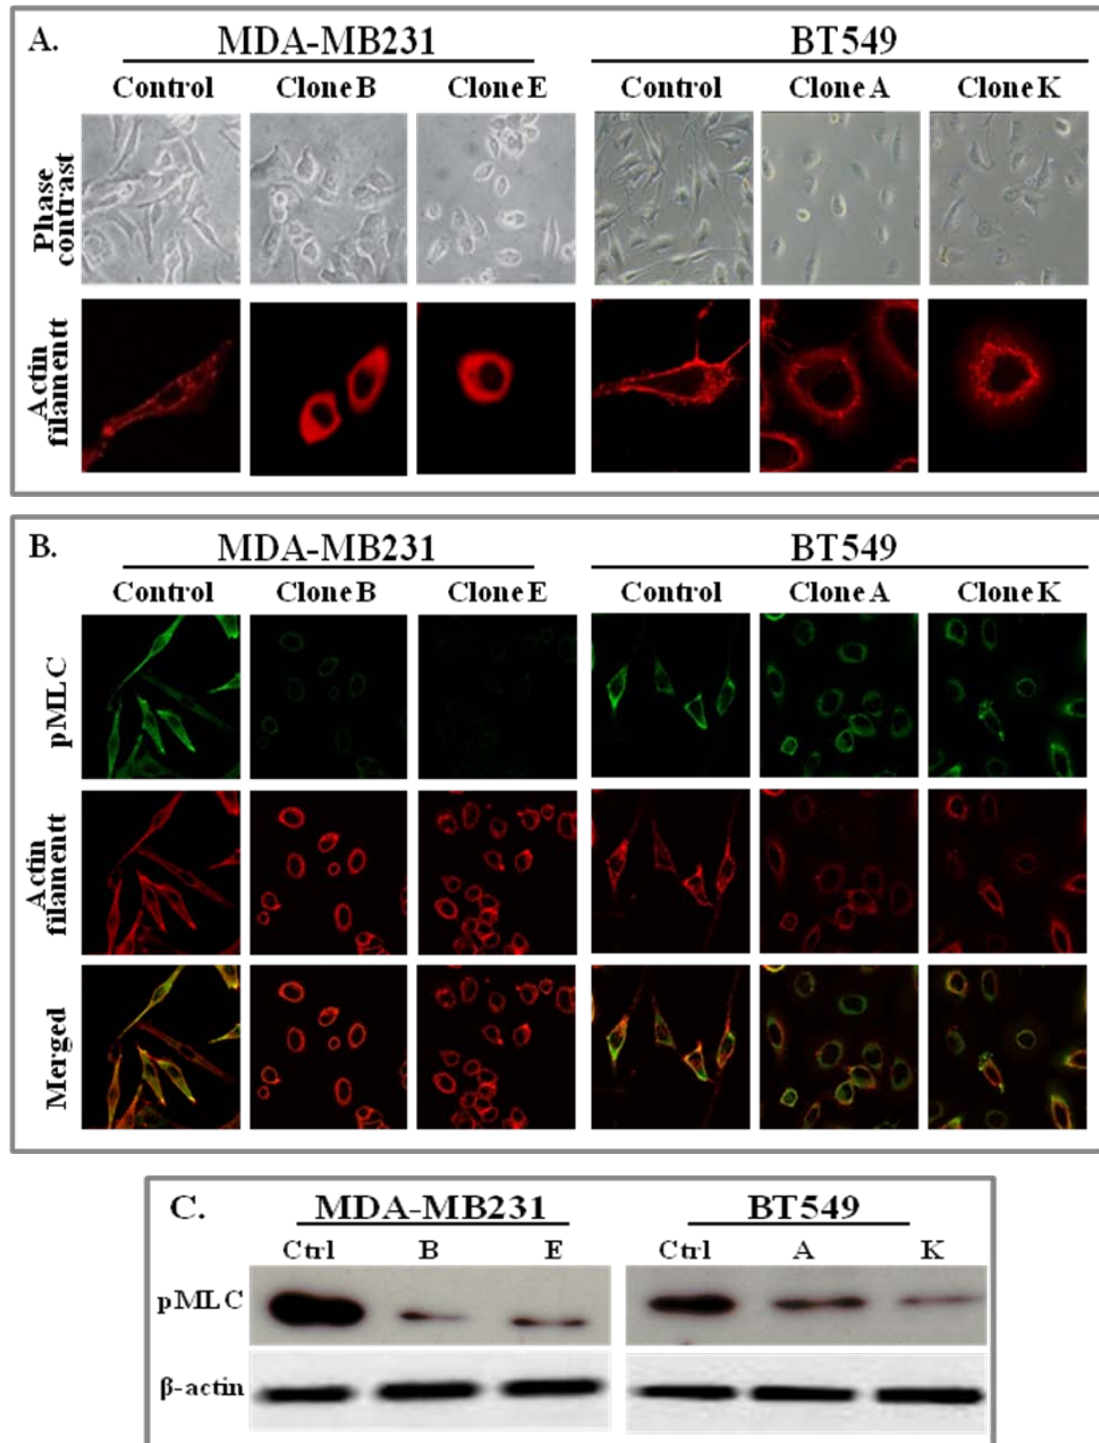 A.
MDA-MB231 BT549
Control Clone B Clone E Control Clone A Clone K
Phase contrast
Actin filamentt
B.
MDA-MB231 BT549
Control Clone B Clone E Control Clone A Clone K
pMLC
Actin filamentt
Merged
C.
MDA-MB231 BT549
Ctrl B E Ctrl A K
pMLC
β-actin